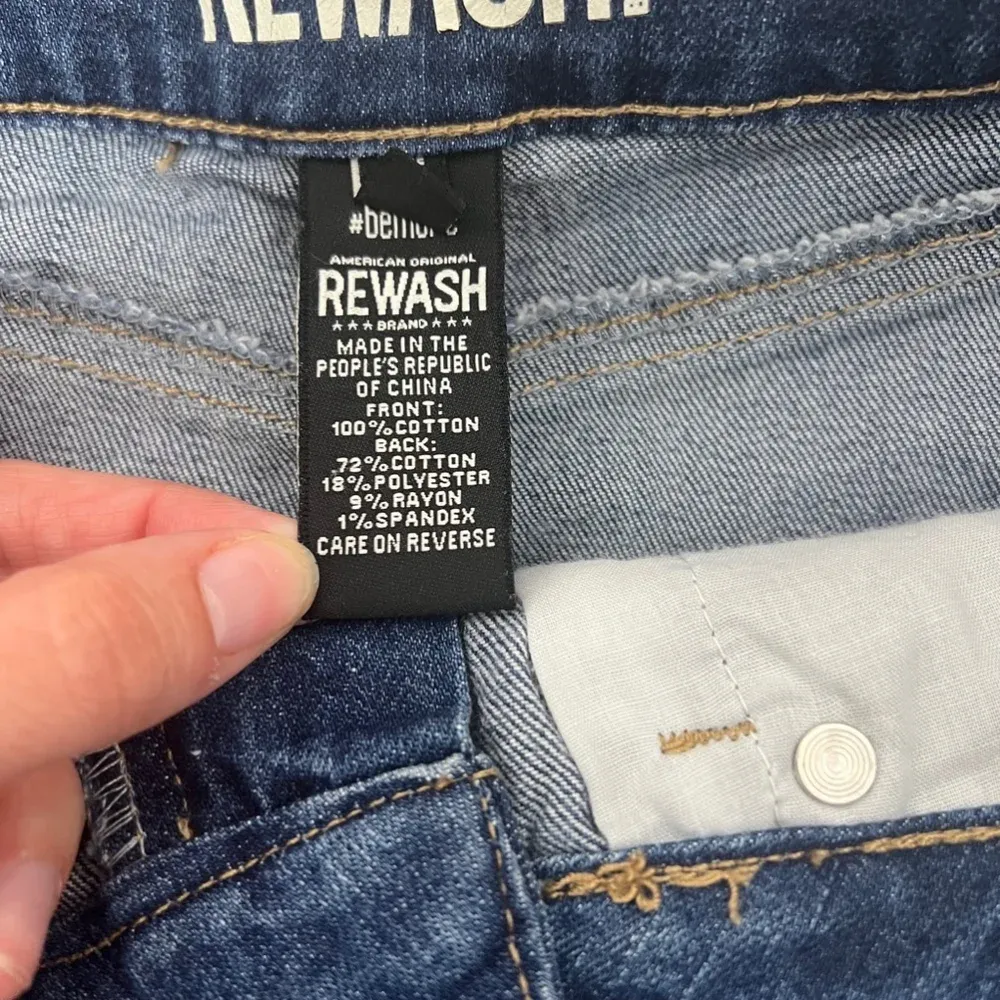 REWASH.
#bemore
AMERICAN ORIGINAL
REWASH
★★★BRAND★★★
MADE IN THE
PEOPLE'S REPUBLIC
OF CHINA
FRONT:
100%COTTON
BACK:
72%COTTON
18%POLYESTER
9%RAYON
1%SPANDEX
CARE ON REVERSE